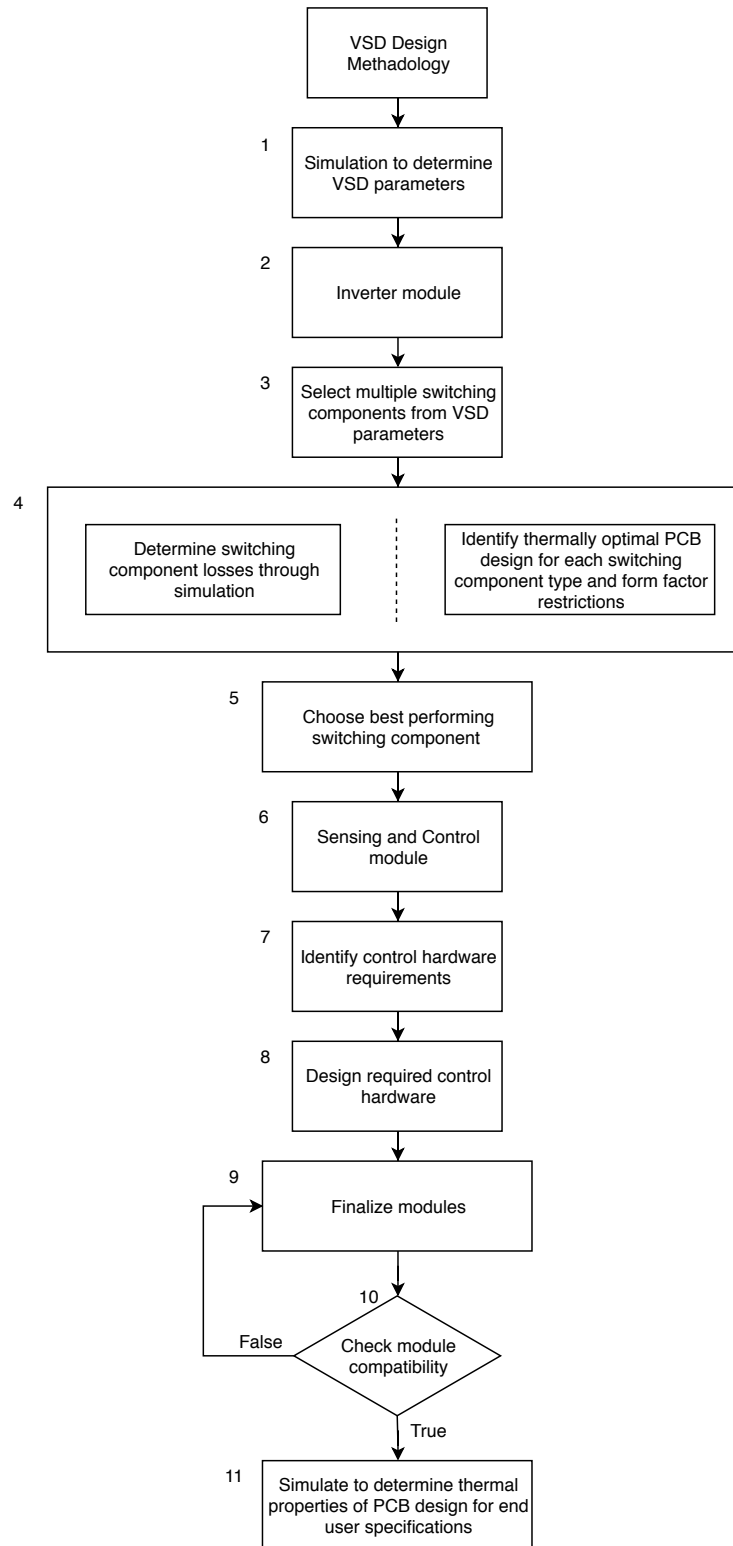 VSD Design
Methadology
1
Simulation to determine
VSD parameters
2
Inverter module
3
Select multiple switching
components from VSD
parameters
4
Determine switching
component losses through
simulation
Identify thermally optimal PCB
design for each switching
component type and form factor
restrictions
5
Choose best performing
switching component
6
Sensing and Control
module
7
Identify control hardware
requirements
8
Design required control
hardware
9
Finalize modules
10
Check module
compatibility
False
True
11
Simulate to determine thermal
properties of PCB design for end
user specifications